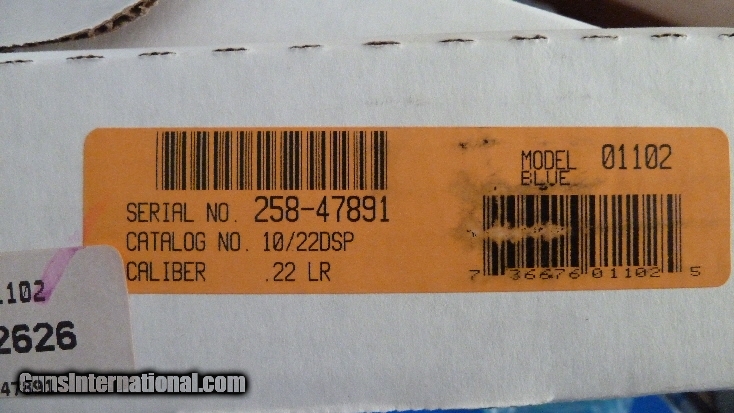 MODEL 01102
BLUE
SERIAL NO. 258-47891
CATALOG NO. 10/22DSP
CALIBER .22 LR
7 36676 01102 5
1102
2626
4789
GunsInternational.com